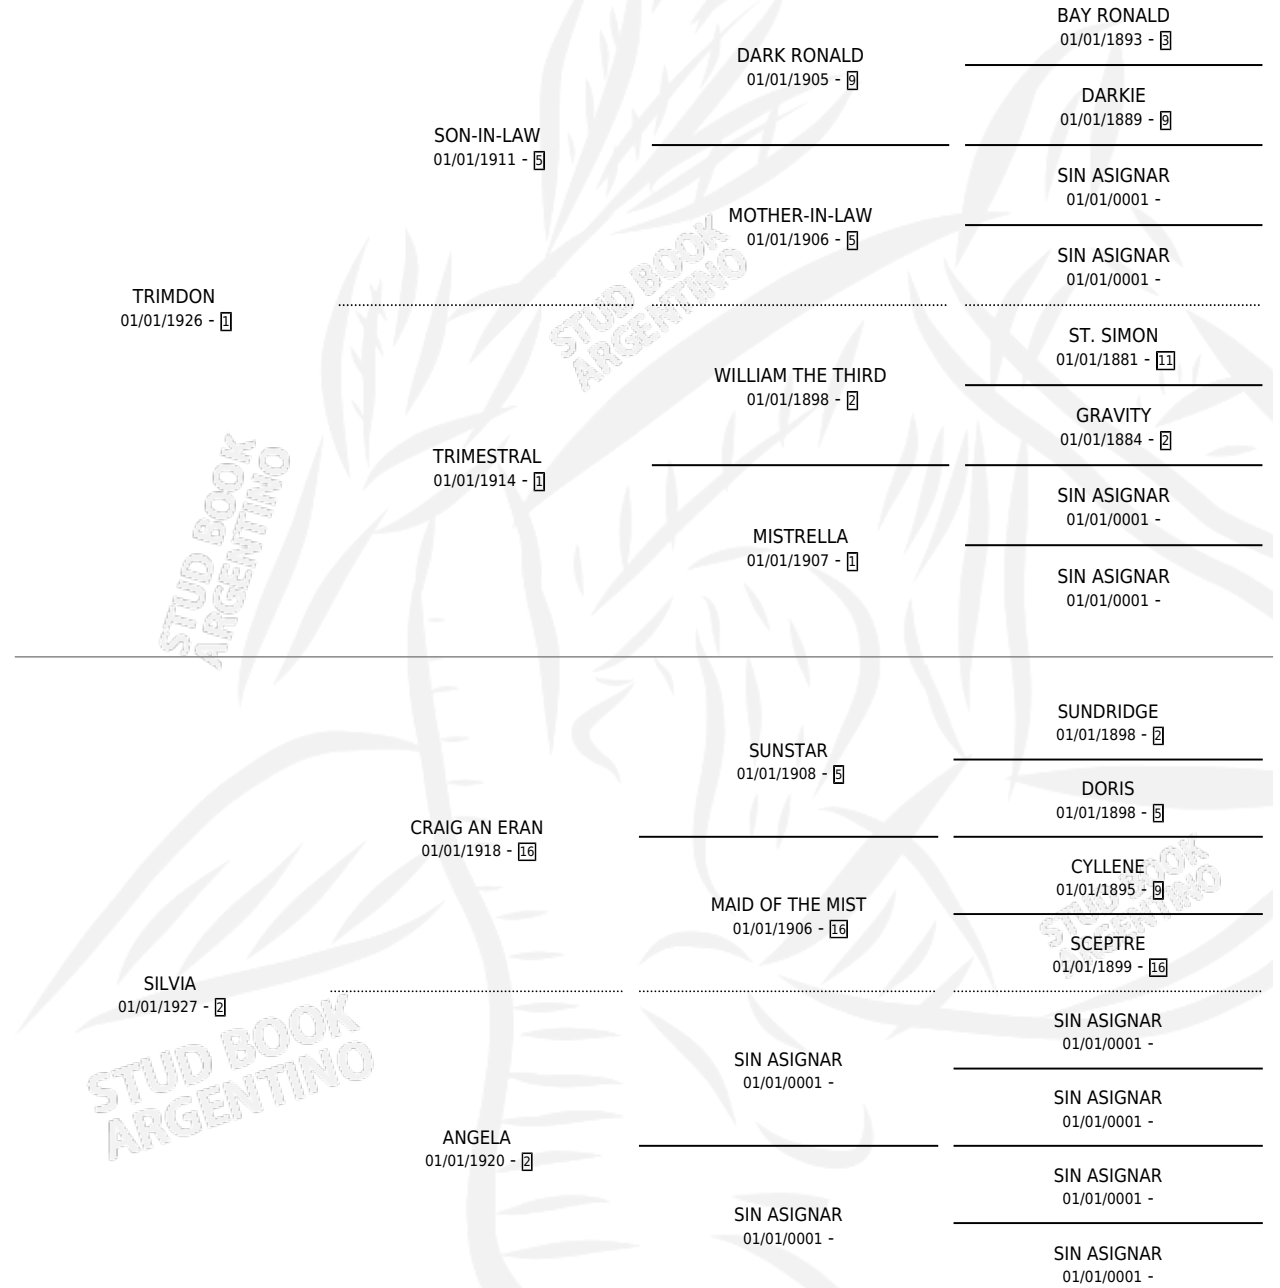 BAY RONALD
01/01/1893 - 3
DARK RONALD
01/01/1905 - 9
DARKIE
01/01/1889 - 9
SON-IN-LAW
01/01/1911 - 5
SIN ASIGNAR
01/01/0001 -
MOTHER-IN-LAW
01/01/1906 - 5
SIN ASIGNAR
01/01/0001 -
TRIMDON
01/01/1926 - 1
ST. SIMON
01/01/1881 - 11
WILLIAM THE THIRD
01/01/1898 - 2
GRAVITY
01/01/1884 - 2
TRIMESTRAL
01/01/1914 - 1
SIN ASIGNAR
01/01/0001 -
MISTRELLA
01/01/1907 - 1
SIN ASIGNAR
01/01/0001 -
SUNDRIDGE
01/01/1898 - 2
SUNSTAR
01/01/1908 - 5
DORIS
01/01/1898 - 5
CRAIG AN ERAN
01/01/1918 - 16
CYLLENE
01/01/1895 - 9
MAID OF THE MIST
01/01/1906 - 16
SCEPTRE
01/01/1899 - 16
SILVIA
01/01/1927 - 2
SIN ASIGNAR
01/01/0001 -
SIN ASIGNAR
01/01/0001 -
SIN ASIGNAR
01/01/0001 -
ANGELA
01/01/1920 - 2
SIN ASIGNAR
01/01/0001 -
SIN ASIGNAR
01/01/0001 -
SIN ASIGNAR
01/01/0001 -
STUD BOOK
ARGENTINO
STUD BOOK
ARGENTINO
STUD BOOK
ARGENTINO
STUD BOOK
ARGENTINO